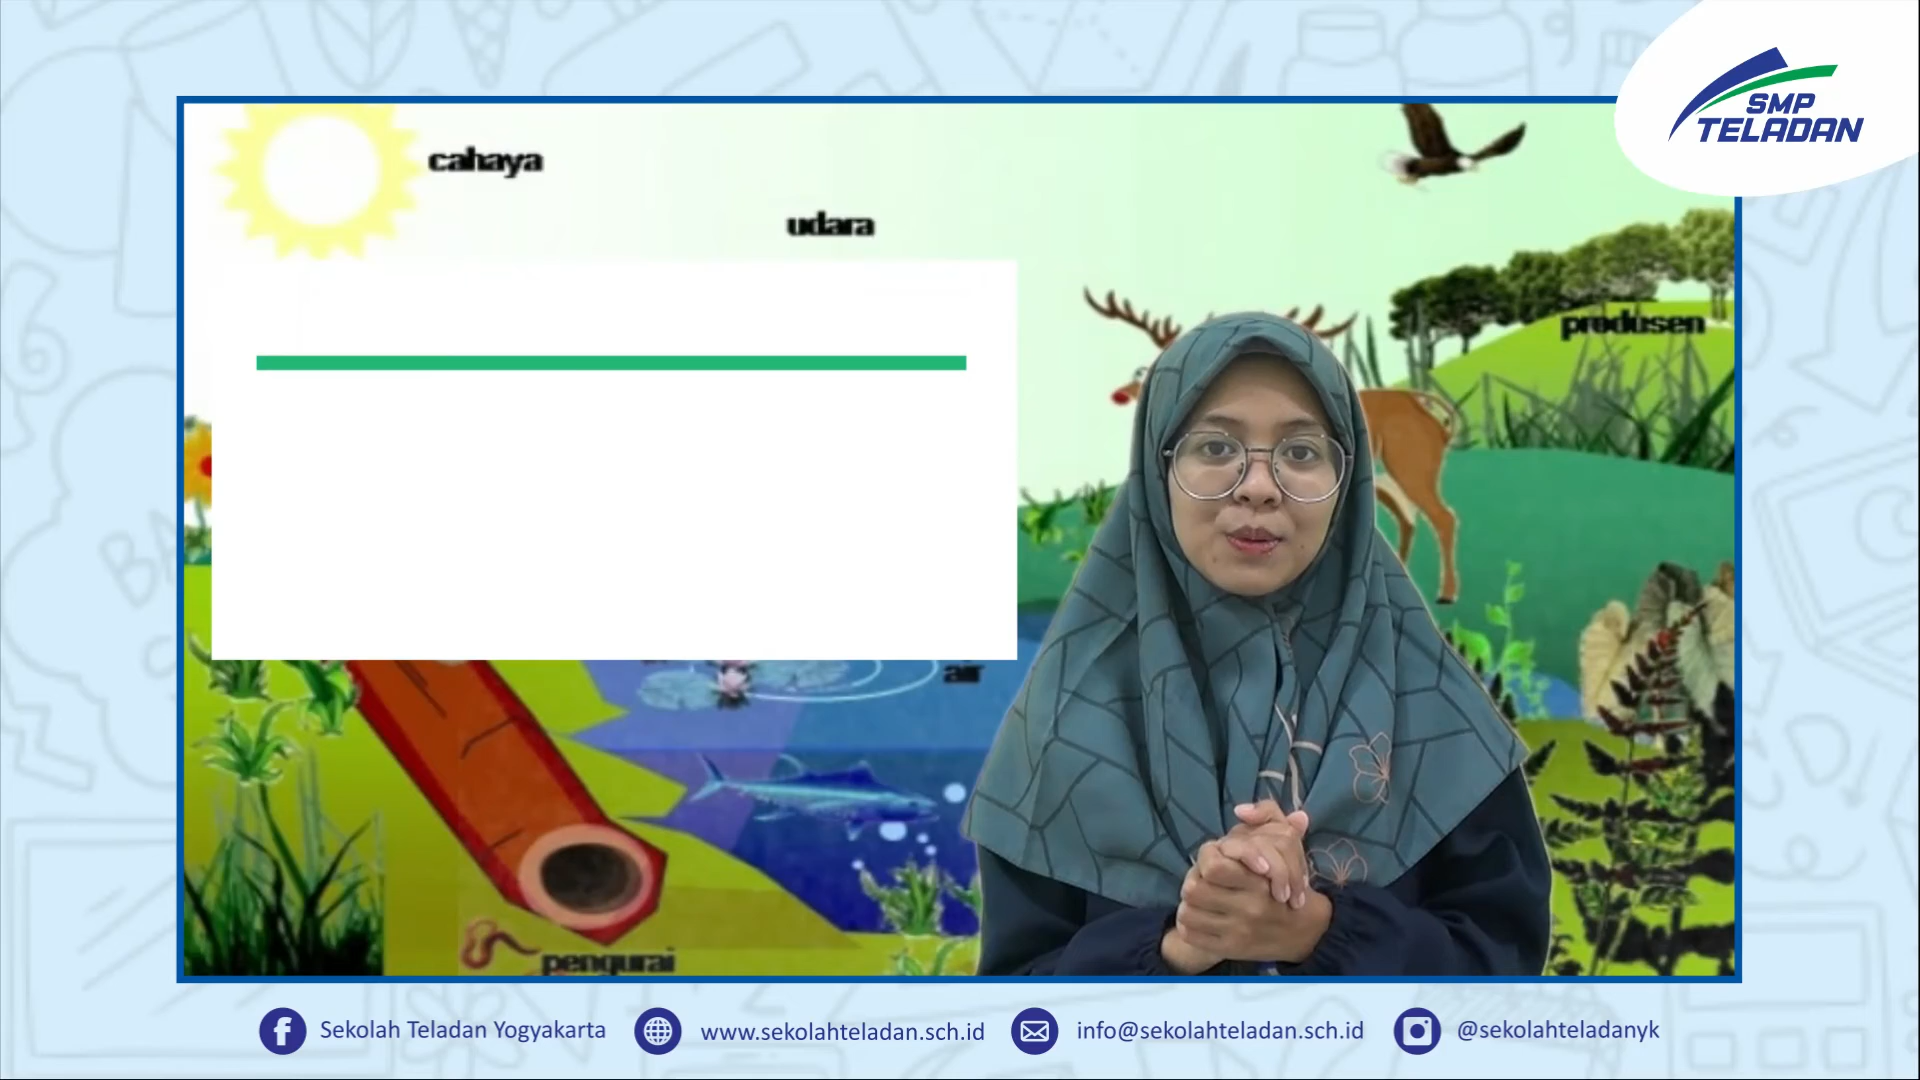 SMP
TELADAN
cahaya
udara
produsen
air
pengurai
Sekolah Teladan Yogyakarta
www.sekolahteladan.sch.id
info@sekolahteladan.sch.id
@sekolahteladanyk